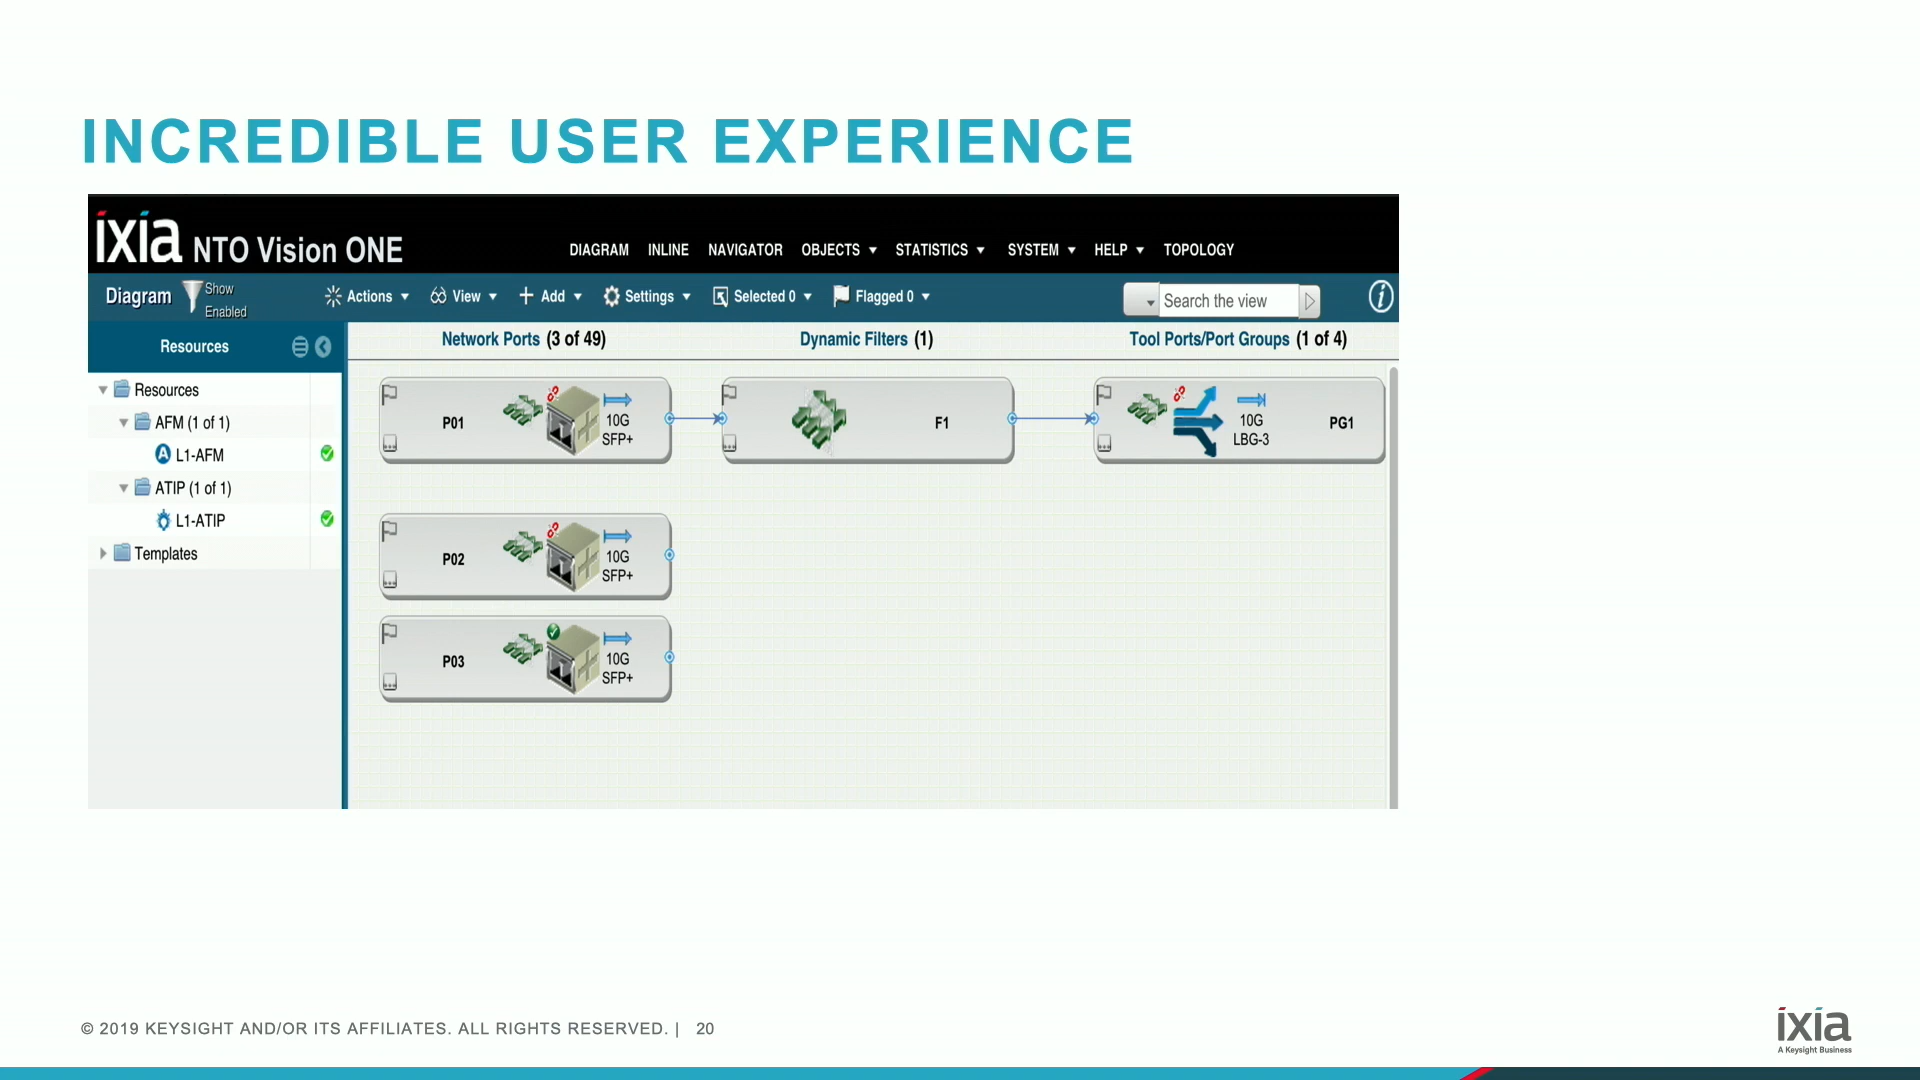 INCREDIBLE USER EXPERIENCE
ixia NTO Vision ONE
DIAGRAM INLINE NAVIGATOR OBJECTS STATISTICS SYSTEM HELP TOPOLOGY
Diagram Show Enabled Actions View Add Settings Selected 0 Flagged 0 Search the view
Resources
Network Ports (3 of 49) Dynamic Filters (1) Tool Ports/Port Groups (1 of 4)
Resources
AFM (1 of 1)
L1-AFM
ATIP (1 of 1)
L1-ATIP
Templates
P01 10G SFP+
F1
10G LBG-3 PG1
P02 10G SFP+
P03 10G SFP+
© 2019 KEYSIGHT AND/OR ITS AFFILIATES. ALL RIGHTS RESERVED. | 20
ixia
A Keysight Business